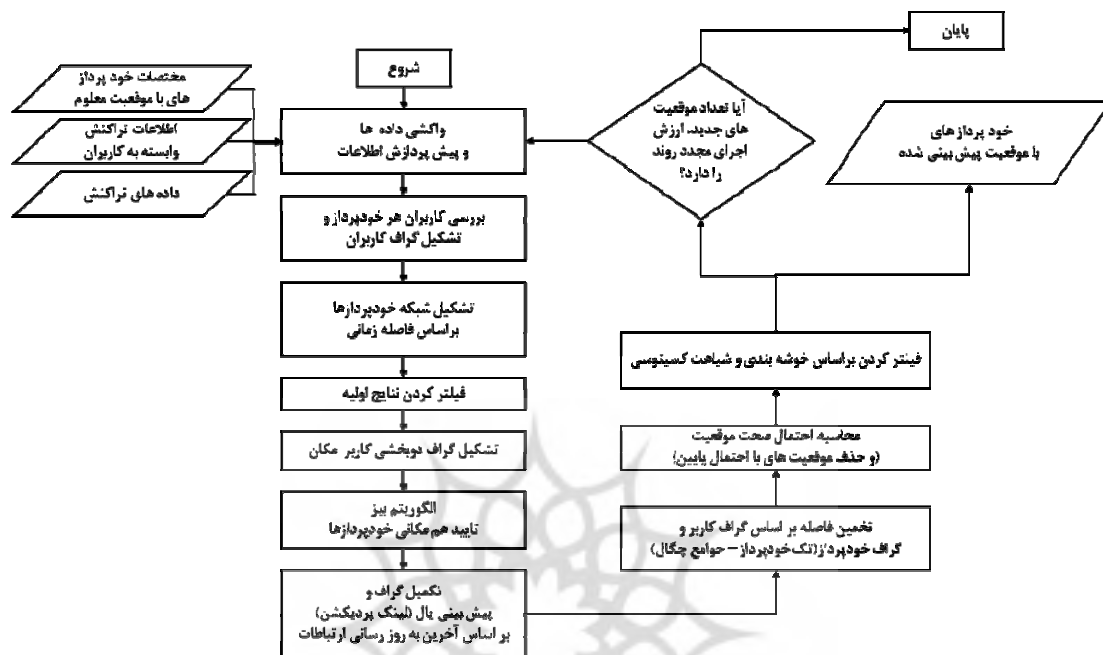 شروع
مختصات خود پرداز
های با موقعیت معلوم
اطلاعات تراکنش
وابسته به کاربران
داده های تراکنش
واکشی داده ها
و پیش پردازش اطلاعات
بررسی کاربران هر خودپرداز و
تشکیل گراف کاربران
تشکیل شبکه خودپردازها
براساس فاصله زمانی
فیلتر کردن نتایج اولیه
تشکیل گراف دوبخشی کاربر مکان
الگوریتم بیز
تایید هم مکانی خودپردازها
تکمیل گراف و
پیش بینی یال (لینک پردیکشن)
بر اساس آخرین به روز رسانی ارتباطات
تخمین فاصله بر اساس گراف کاربر و
گراف خودپرداز(تک خودپرداز – جوامع چگال)
محاسبه احتمال صحت موقعیت
(و حذف موقعیت های با احتمال پایین)
فیلتر کردن براساس خوشه بندی و شباهت کسینوسی
آیا تعداد موقعیت
های جدید، ارزش
اجرای مجدد روند
را دارد؟
خود پرداز های
با موقعیت پیش بینی شده
پایان